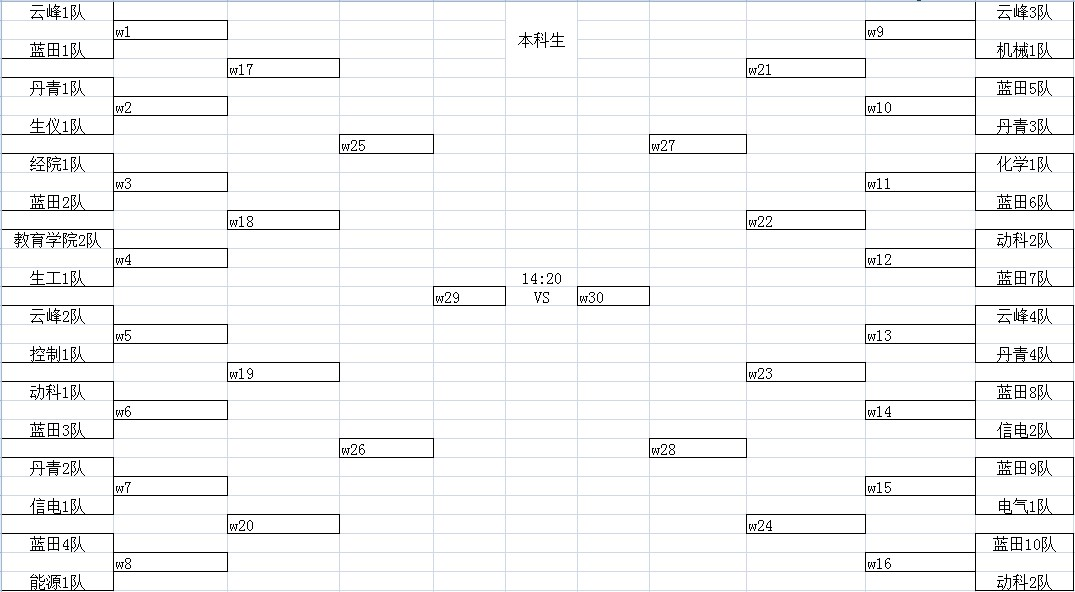 云峰1队 云峰3队
w1 w9
本科生
蓝田1队 机械1队
w17 w21
丹青1队 蓝田5队
w2 w10
生仪1队 丹青3队
w25 w27
经院1队 化学1队
w3 w11
蓝田2队 蓝田6队
w18 w22
教育学院2队 动科2队
w4 w12
生工1队 14:20 蓝田7队
w29 VS w30
云峰2队 云峰4队
w5 w13
控制1队 丹青4队
w19 w23
动科1队 蓝田8队
w6 w14
蓝田3队 信电2队
w26 w28
丹青2队 蓝田9队
w7 w15
信电1队 电气1队
w20 w24
蓝田4队 蓝田10队
w8 w16
能源1队 动科2队